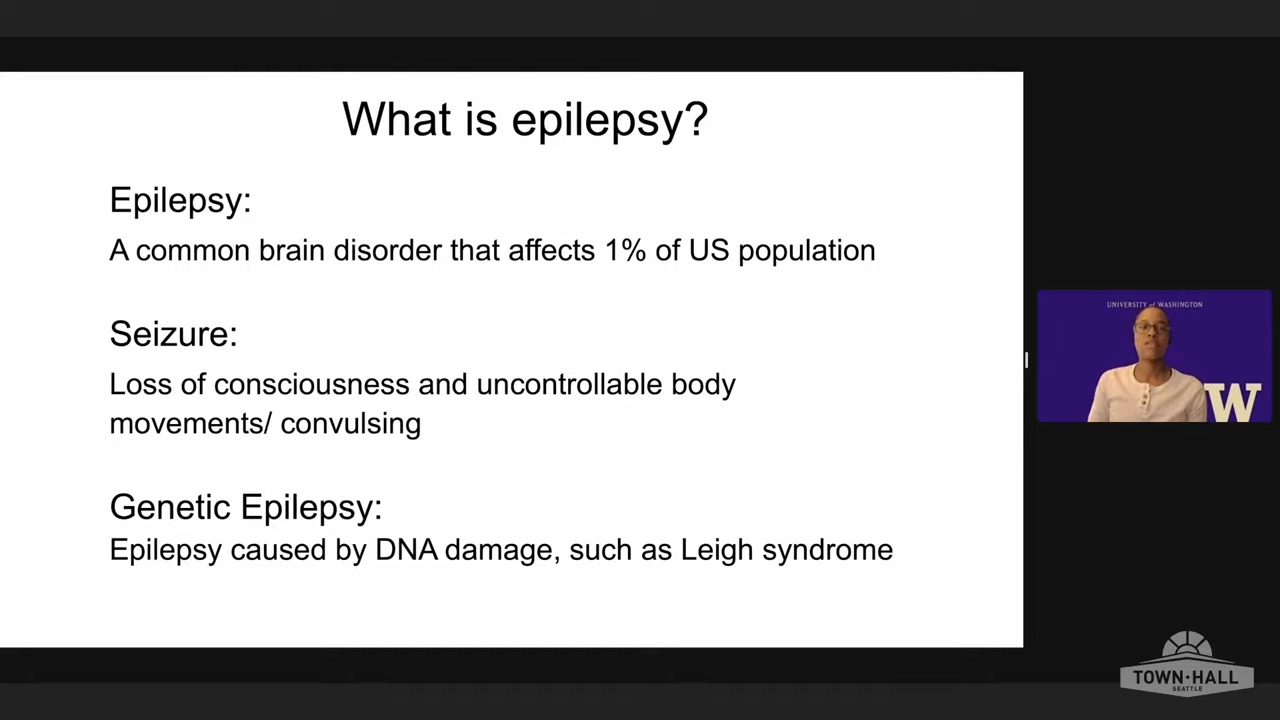 What is epilepsy?
Epilepsy:
A common brain disorder that affects 1% of US population
Seizure:
Loss of consciousness and uncontrollable body
movements/ convulsing
Genetic Epilepsy:
Epilepsy caused by DNA damage, such as Leigh syndrome
UNIVERSITY of WASHINGTON
W
TOWN·HALL
SEATTLE